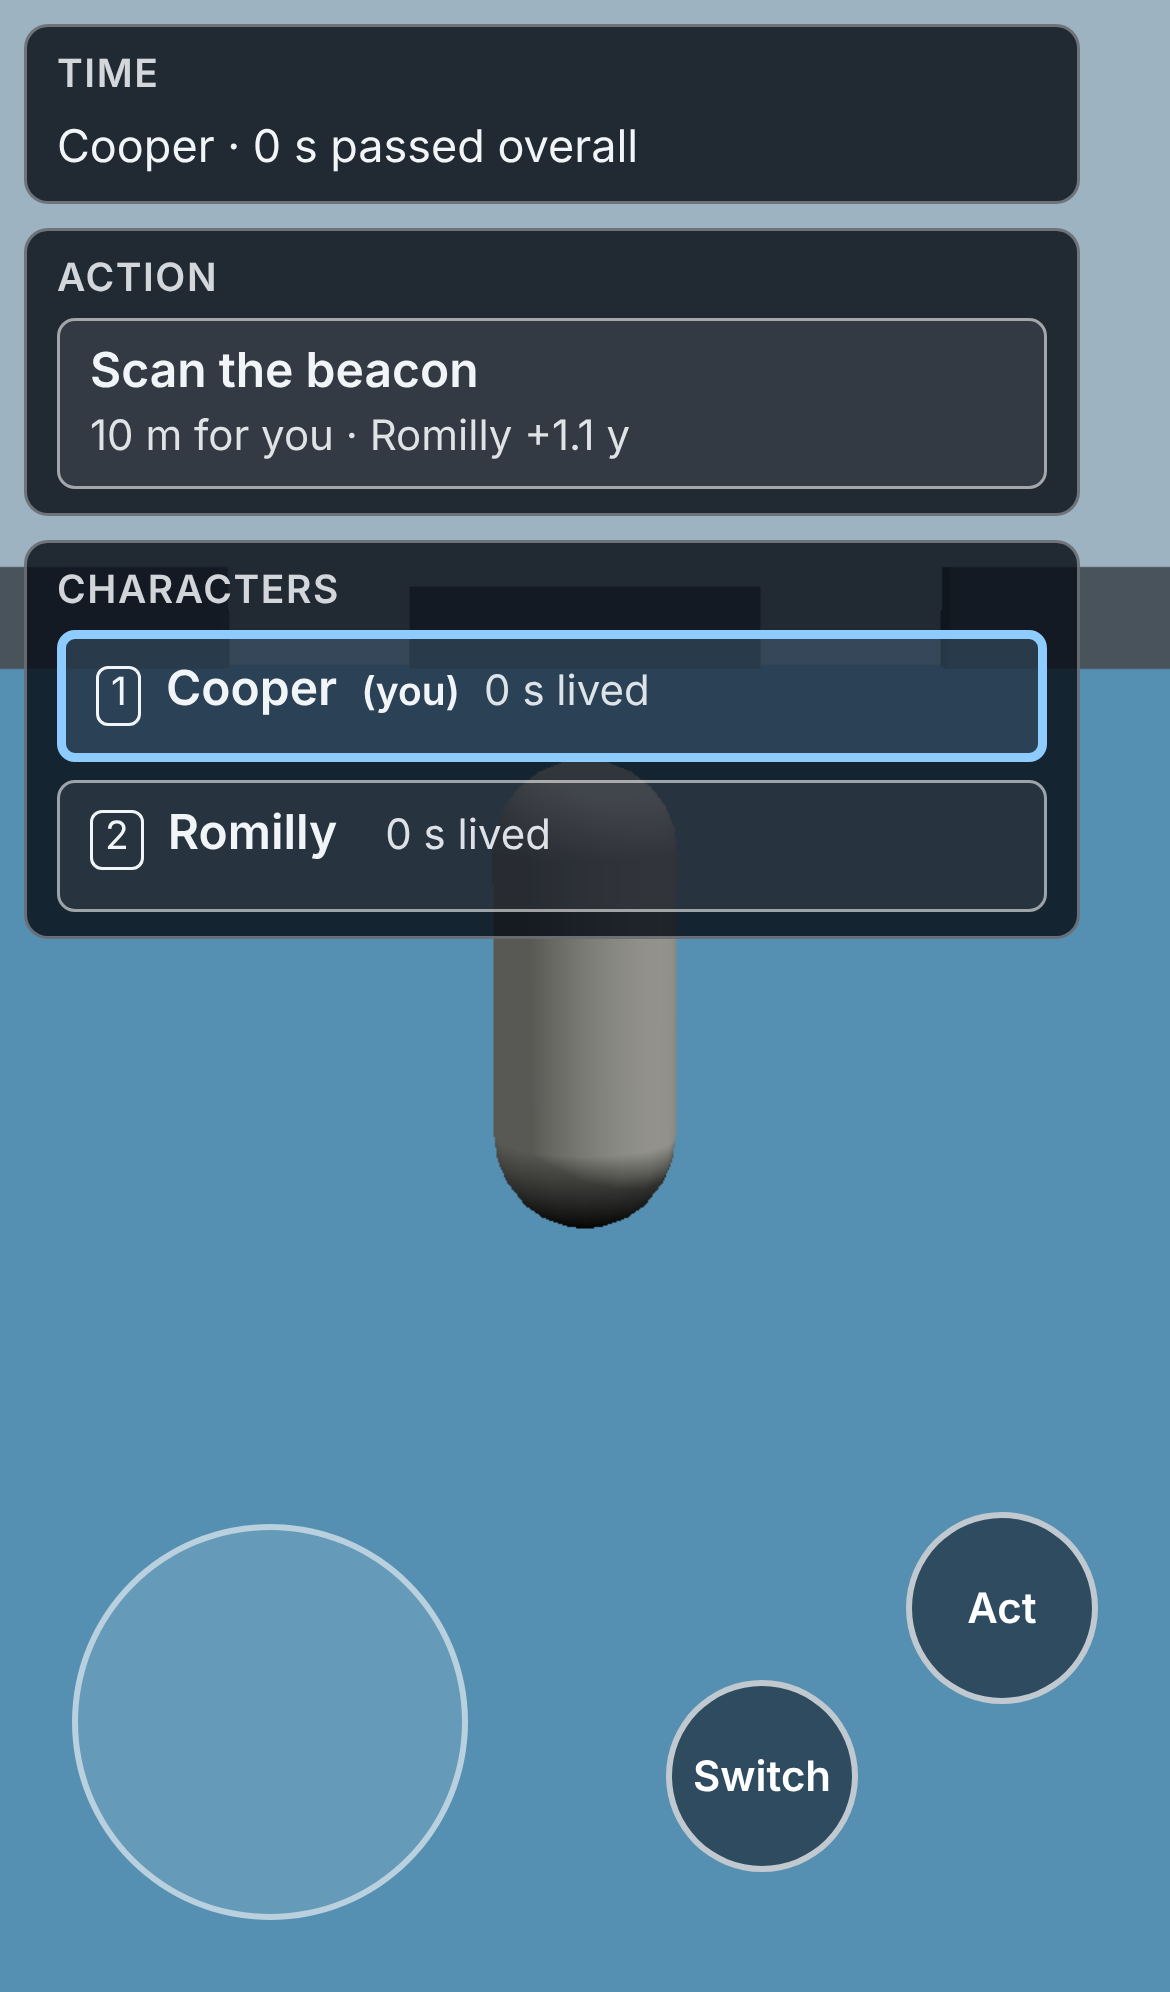 TIME
Cooper · 0 s passed overall
ACTION
Scan the beacon
10 m for you · Romilly +1.1 y
CHARACTERS
1 Cooper (you) 0 s lived
2 Romilly 0 s lived
Act
Switch